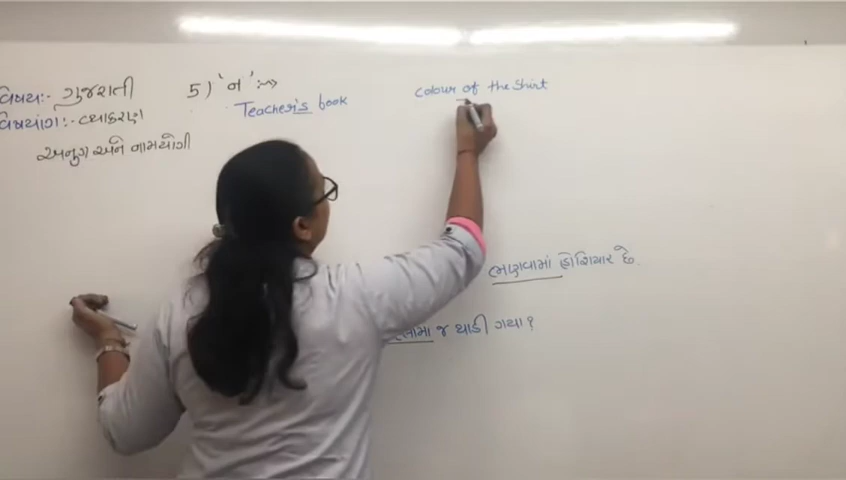 વિષય:- ગુજરાતી
વિષયાંગ:- વ્યાકરણ
અનુગ અને નામયોગી
5) 'ન' :->
Teacher's book
Colour of the Shirt
ભણવામાં હોશિયાર છે.
જ થાકી ગયા?